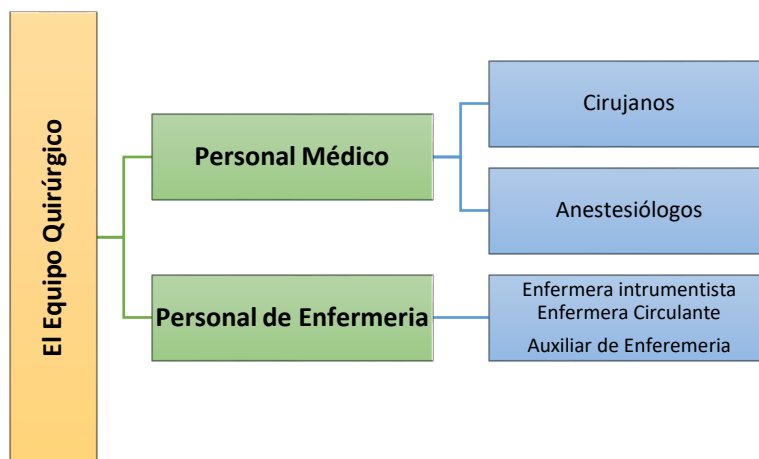 El Equipo Quirúrgico
Personal Médico
Cirujanos
Anestesiólogos
Personal de Enfermeria
Enfermera intrumentista
Enfermera Circulante
Auxiliar de Enferemeria